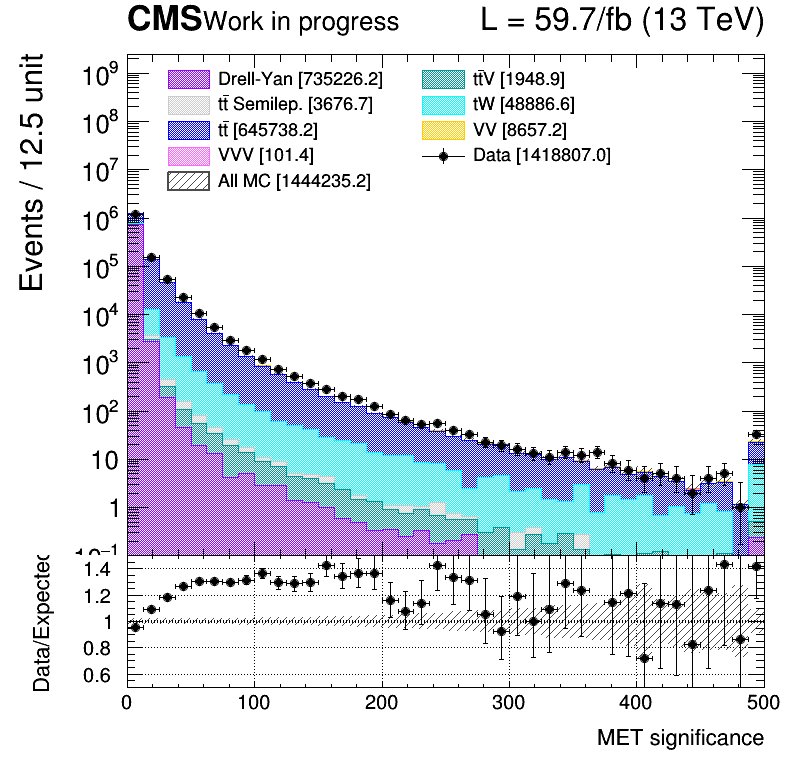 CMS Work in progress L = 59.7/fb (13 TeV)
Events / 12.5 unit
10⁹
10⁸
10⁷
10⁶
10⁵
10⁴
10³
10²
10
1
10⁻¹
Drell-Yan [735226.2]
tt̄ Semilep. [3676.7]
tt̄ [645738.2]
VVV [101.4]
All MC [1444235.2]
tt̄V [1948.9]
tW [48886.6]
VV [8657.2]
Data [1418807.0]
Data/Expected
1.4
1.2
1
0.8
0.6
0 100 200 300 400 500
MET significance